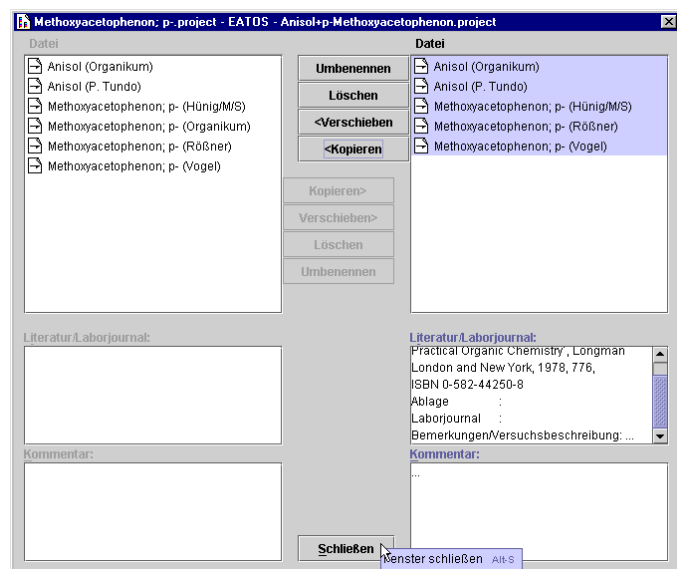 Methoxyacetophenon; p-.project - EATOS - Anisol+p-Methoxyacetophenon.project
Datei
Anisol (Organikum)
Anisol (P. Tundo)
Methoxyacetophenon; p- (Hünig/M/S)
Methoxyacetophenon; p- (Organikum)
Methoxyacetophenon; p- (Rößner)
Methoxyacetophenon; p- (Vogel)
Umbenennen
Löschen
<Verschieben
<Kopieren
Kopieren>
Verschieben>
Löschen
Umbenennen
Datei
Anisol (Organikum)
Anisol (P. Tundo)
Methoxyacetophenon; p- (Hünig/M/S)
Methoxyacetophenon; p- (Rößner)
Methoxyacetophenon; p- (Vogel)
Literatur/Laborjournal:
Literatur/Laborjournal:
Practical Organic Chemistry', Longman
London and New York, 1978, 776,
ISBN 0-582-44250-8
Ablage :
Laborjournal :
Bemerkungen/Versuchsbeschreibung: ...
Kommentar:
Kommentar:
...
Schließen
Fenster schließen Alt-S